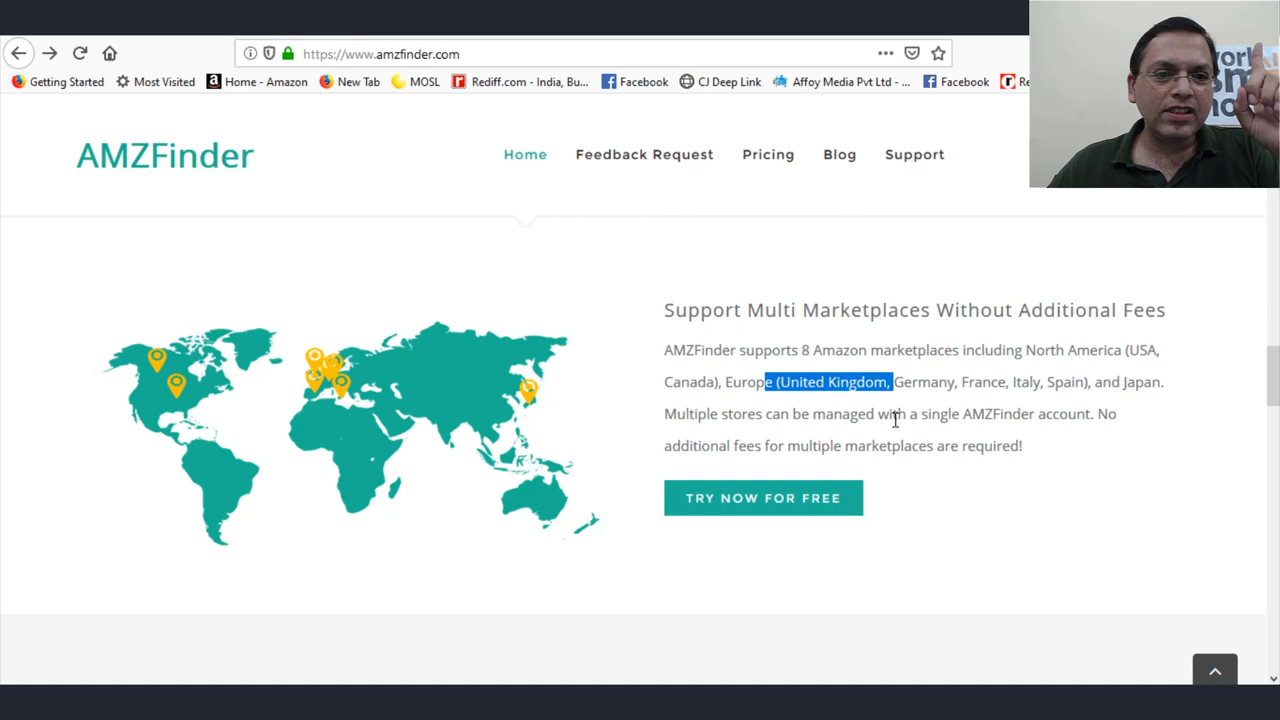 https://www.amzfinder.com
Getting Started
Most Visited
Home - Amazon
New Tab
MOSL
Rediff.com - India, Bu...
Facebook
CJ Deep Link
Affoy Media Pvt Ltd - ...
Facebook
Re
AMZFinder
Home
Feedback Request
Pricing
Blog
Support
Support Multi Marketplaces Without Additional Fees
AMZFinder supports 8 Amazon marketplaces including North America (USA,
Canada), Europe (United Kingdom, Germany, France, Italy, Spain), and Japan.
Multiple stores can be managed with a single AMZFinder account. No
additional fees for multiple marketplaces are required!
TRY NOW FOR FREE